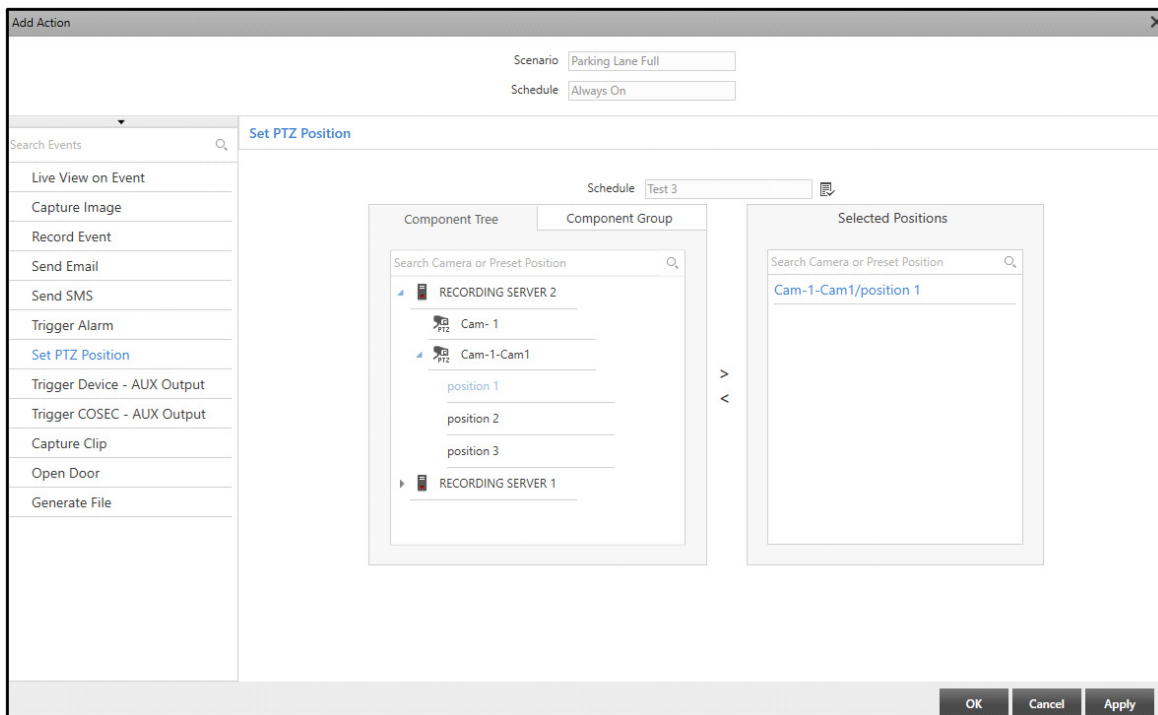 Add Action
Scenario Parking Lane Full
Schedule Always On
Search Events
Live View on Event
Capture Image
Record Event
Send Email
Send SMS
Trigger Alarm
Set PTZ Position
Trigger Device - AUX Output
Trigger COSEC - AUX Output
Capture Clip
Open Door
Generate File
Set PTZ Position
Schedule Test 3
Component Tree
Component Group
Search Camera or Preset Position
RECORDING SERVER 2
PTZ Cam- 1
PTZ Cam-1-Cam1
position 1
position 2
position 3
RECORDING SERVER 1
>
<
Selected Positions
Search Camera or Preset Position
Cam-1-Cam1/position 1
OK
Cancel
Apply